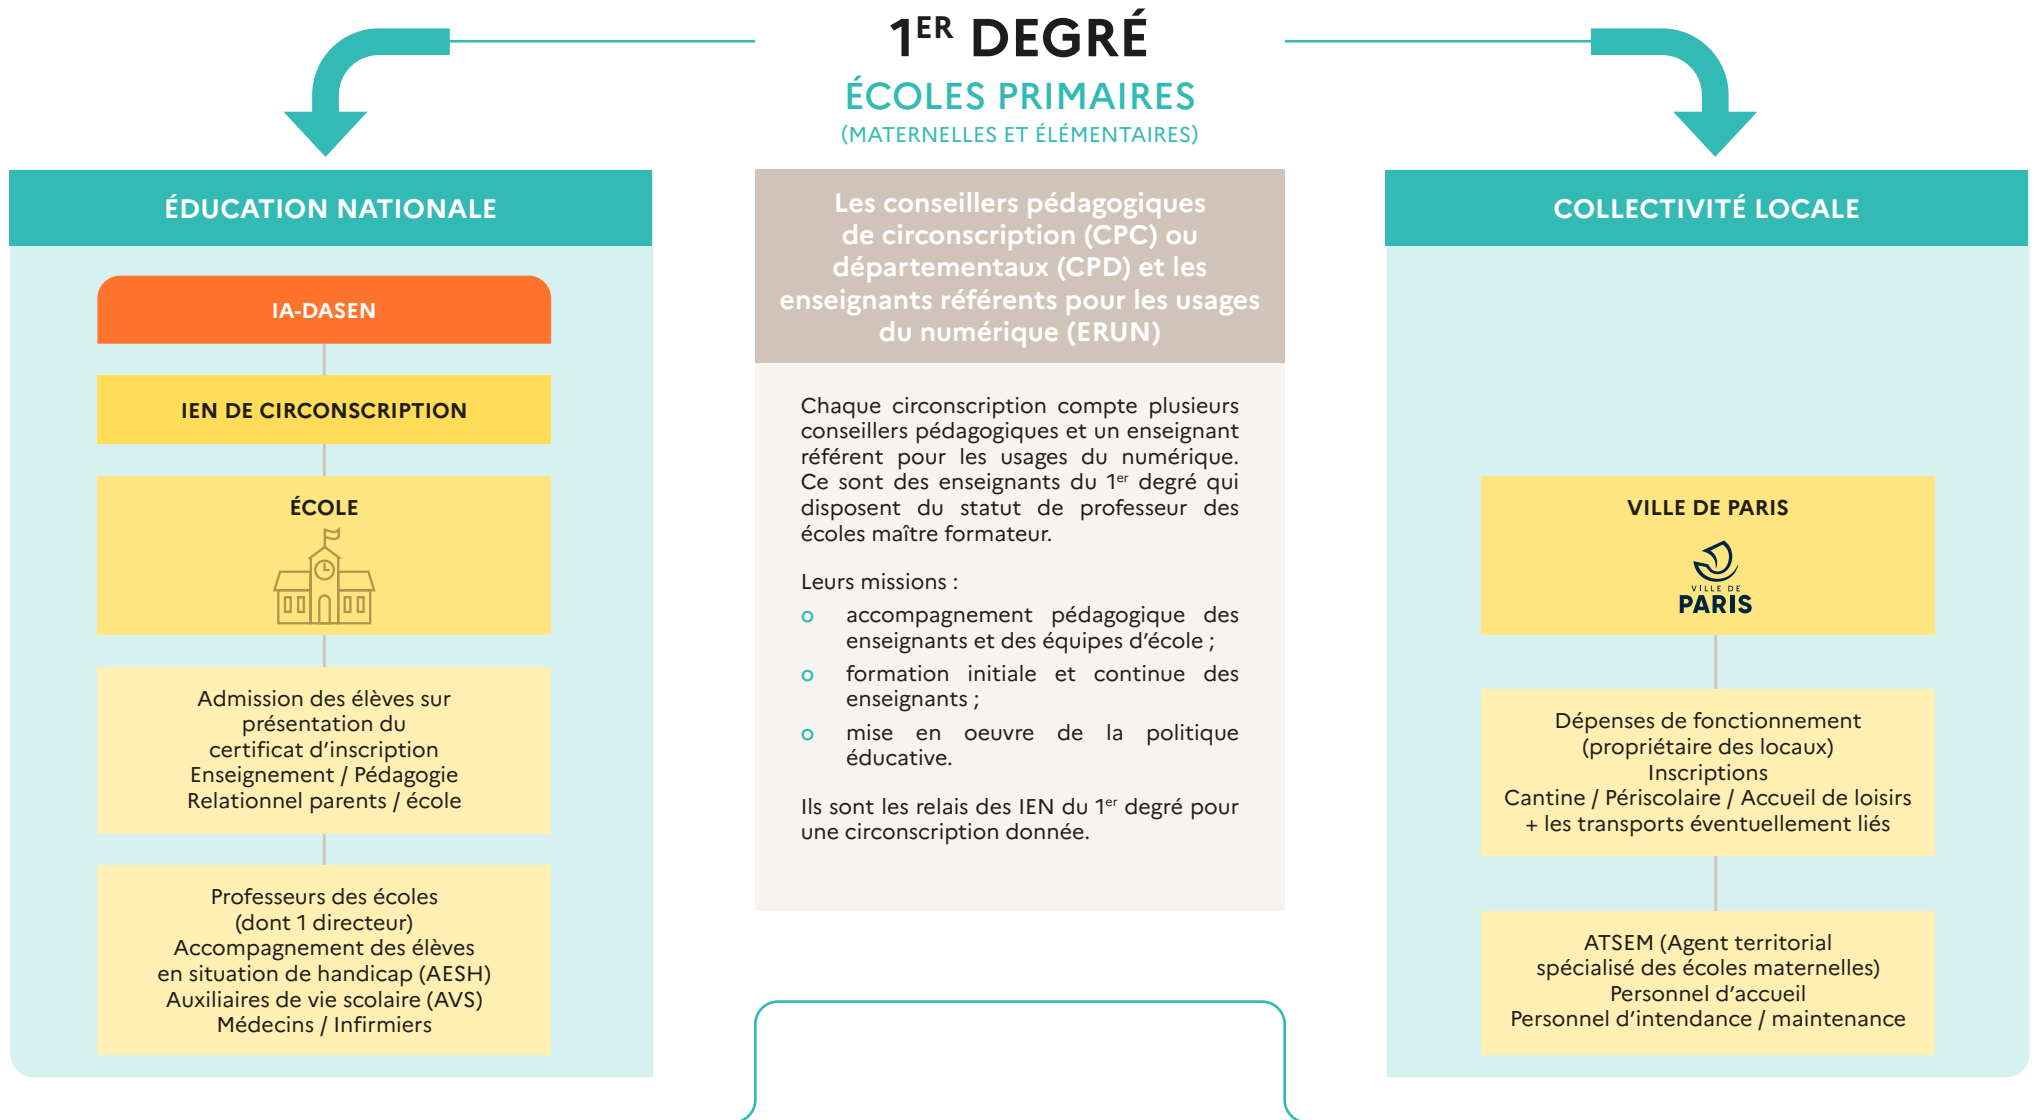 1ER DEGRÉ
ÉCOLES PRIMAIRES
(MATERNELLES ET ÉLÉMENTAIRES)
ÉDUCATION NATIONALE
IA-DASEN
IEN DE CIRCONSCRIPTION
ÉCOLE
Admission des élèves sur
présentation du
certificat d’inscription
Enseignement / Pédagogie
Relationnel parents / école
Professeurs des écoles
(dont 1 directeur)
Accompagnement des élèves
en situation de handicap (AESH)
Auxiliaires de vie scolaire (AVS)
Médecins / Infirmiers
Les conseillers pédagogiques
de circonscription (CPC) ou
départementaux (CPD) et les
enseignants référents pour les usages
du numérique (ERUN)
Chaque circonscription compte plusieurs
conseillers pédagogiques et un enseignant
référent pour les usages du numérique.
Ce sont des enseignants du 1er degré qui
disposent du statut de professeur des
écoles maître formateur.
Leurs missions :
o accompagnement pédagogique des
enseignants et des équipes d’école ;
o formation initiale et continue des
enseignants ;
o mise en oeuvre de la politique
éducative.
Ils sont les relais des IEN du 1er degré pour
une circonscription donnée.
COLLECTIVITÉ LOCALE
VILLE DE PARIS
VILLE DE
PARIS
Dépenses de fonctionnement
(propriétaire des locaux)
Inscriptions
Cantine / Périscolaire / Accueil de loisirs
+ les transports éventuellement liés
ATSEM (Agent territorial
spécialisé des écoles maternelles)
Personnel d’accueil
Personnel d’intendance / maintenance